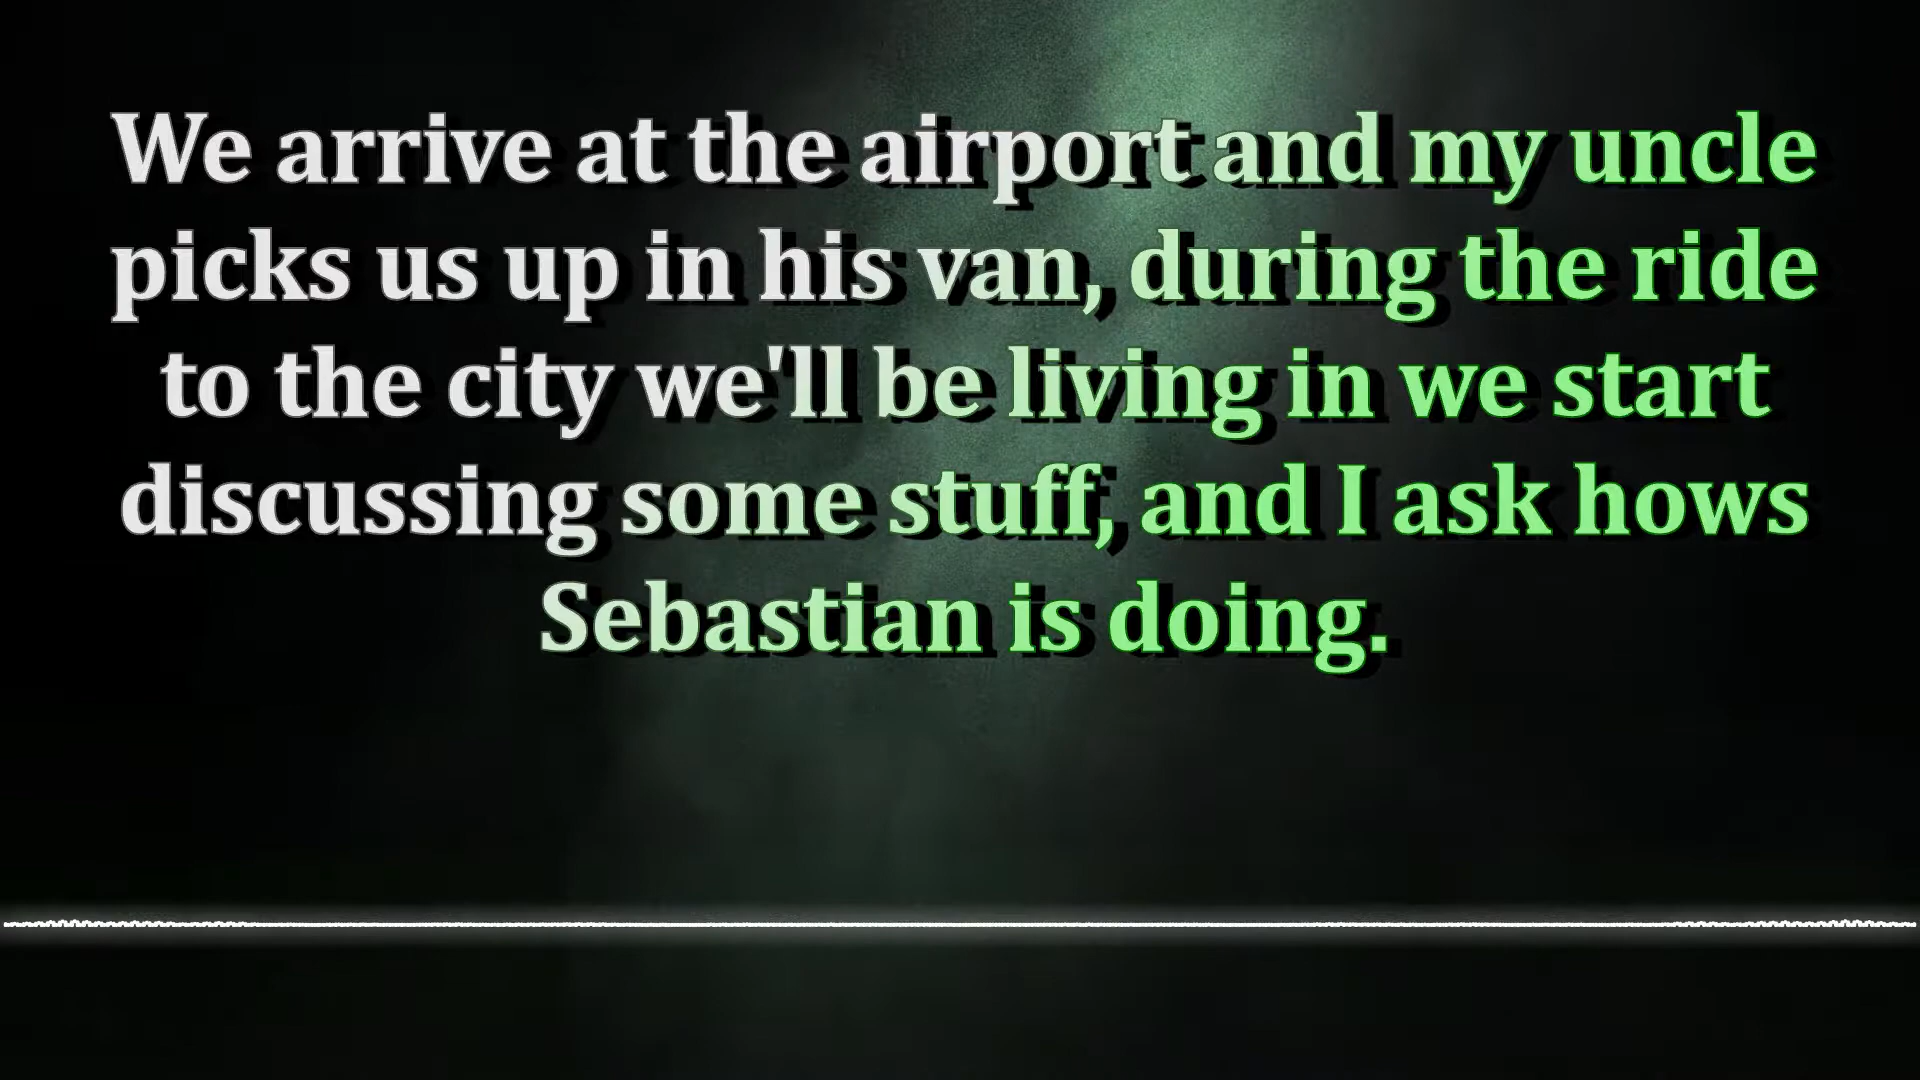 We arrive at the airport and my uncle
picks us up in his van, during the ride
to the city we'll be living in we start
discussing some stuff, and I ask hows
Sebastian is doing.